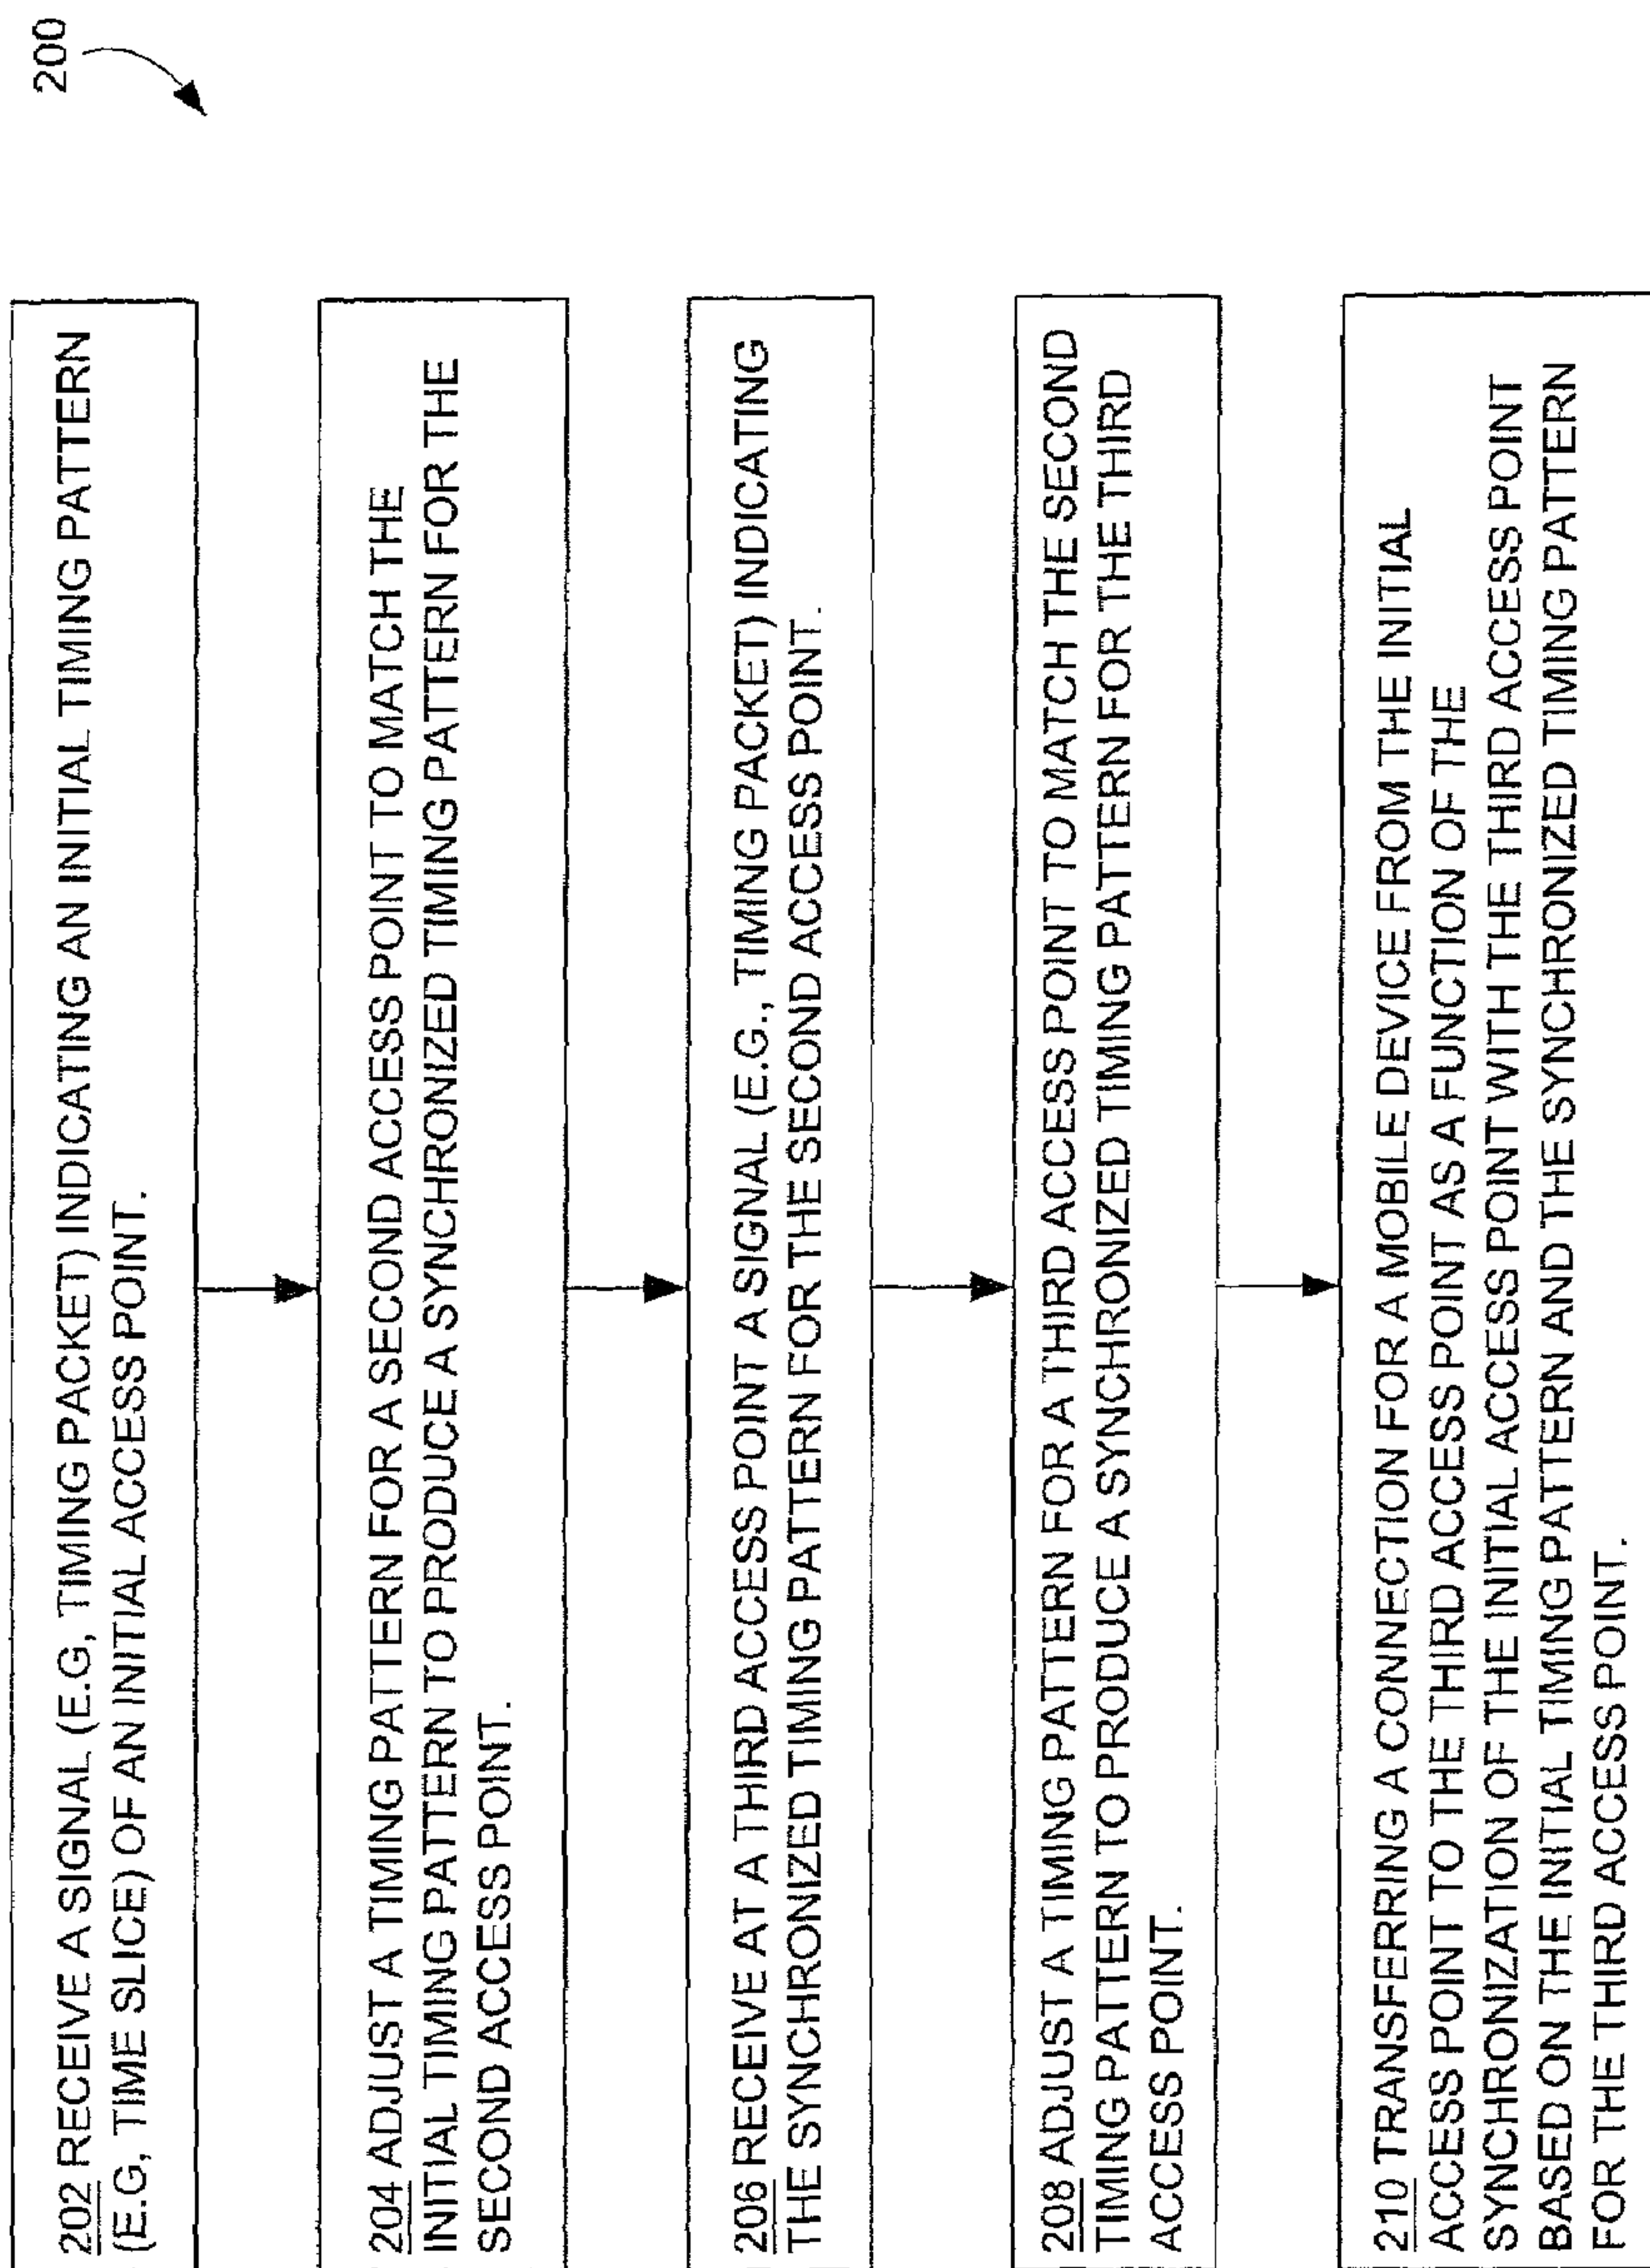 200
202 RECEIVE A SIGNAL (E.G, TIMING PACKET) INDICATING AN INITIAL TIMING PATTERN
(E.G, TIME SLICE) OF AN INITIAL ACCESS POINT.
204 ADJUST A TIMING PATTERN FOR A SECOND ACCESS POINT TO MATCH THE
INITIAL TIMING PATTERN TO PRODUCE A SYNCHRONIZED TIMING PATTERN FOR THE
SECOND ACCESS POINT.
206 RECEIVE AT A THIRD ACCESS POINT A SIGNAL (E.G., TIMING PACKET) INDICATING
THE SYNCHRONIZED TIMING PATTERN FOR THE SECOND ACCESS POINT.
208 ADJUST A TIMING PATTERN FOR A THIRD ACCESS POINT TO MATCH THE SECOND
TIMING PATTERN TO PRODUCE A SYNCHRONIZED TIMING PATTERN FOR THE THIRD
ACCESS POINT.
210 TRANSFERRING A CONNECTION FOR A MOBILE DEVICE FROM THE INITIAL
ACCESS POINT TO THE THIRD ACCESS POINT AS A FUNCTION OF THE
SYNCHRONIZATION OF THE INITIAL ACCESS POINT WITH THE THIRD ACCESS POINT
BASED ON THE INITIAL TIMING PATTERN AND THE SYNCHRONIZED TIMING PATTERN
FOR THE THIRD ACCESS POINT.